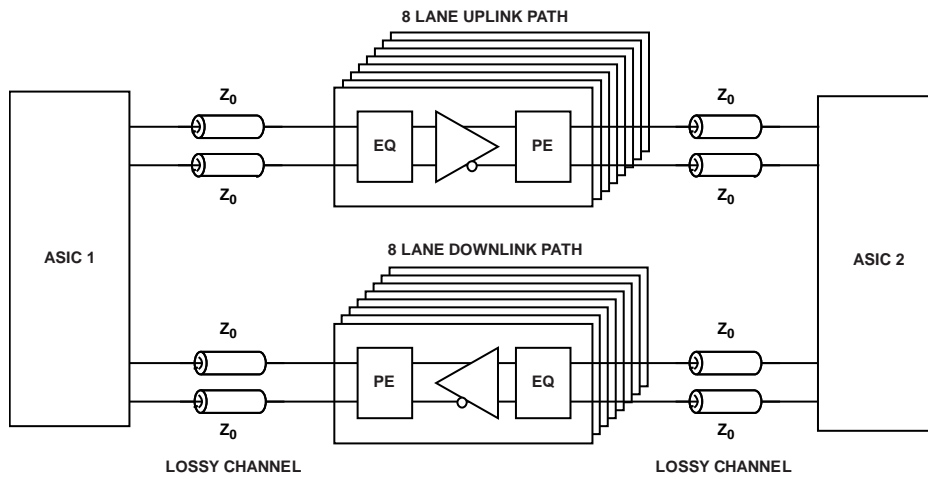 8 LANE UPLINK PATH
Z0
Z0
EQ
PE
Z0
Z0
ASIC 1
ASIC 2
8 LANE DOWNLINK PATH
Z0
Z0
PE
EQ
Z0
Z0
LOSSY CHANNEL
LOSSY CHANNEL